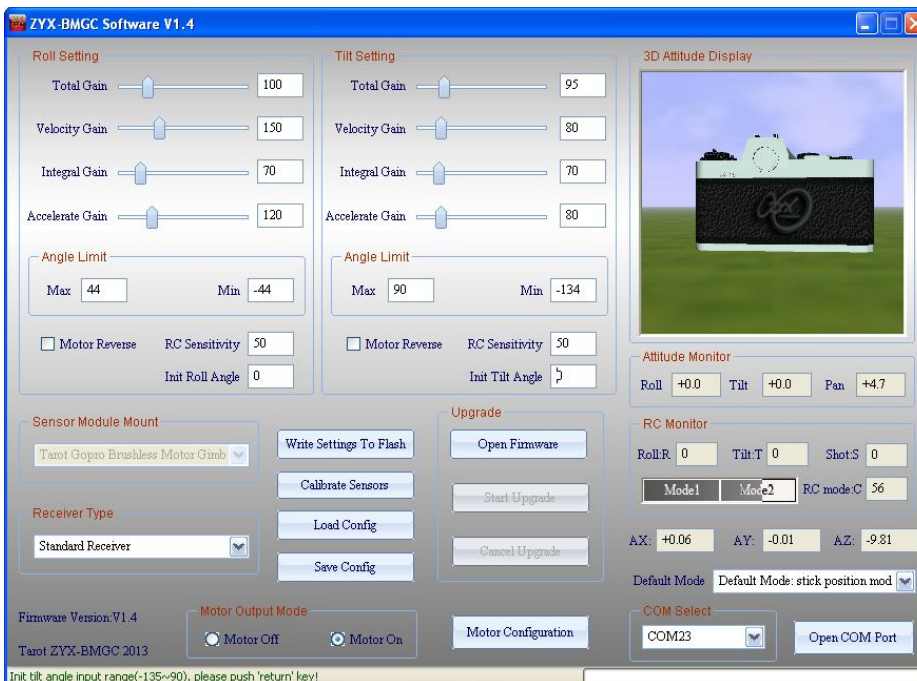 ZYX-BMGC Software V1.4
Roll Setting
Total Gain 100
Velocity Gain 150
Integral Gain 70
Accelerate Gain 120
Angle Limit
Max 44 Min -44
Motor Reverse RC Sensitivity 50
Init Roll Angle 0
Tilt Setting
Total Gain 95
Velocity Gain 80
Integral Gain 70
Accelerate Gain 80
Angle Limit
Max 90 Min -134
Motor Reverse RC Sensitivity 50
Init Tilt Angle
3D Attitude Display
Attitude Monitor
Roll +0.0 Tilt +0.0 Pan +4.7
RC Monitor
Roll:R 0 Tilt:T 0 Shot:S 0
Mode1 Mode2 RC mode:C 56
AX: +0.06 AY: -0.01 AZ: -9.81
Default Mode Default Mode: stick position mod
Sensor Module Mount
Tarot Gopro Brushless Motor Gimb
Receiver Type
Standard Receiver
Write Settings To Flash
Calibrate Sensors
Load Config
Save Config
Upgrade
Open Firmware
Start Upgrade
Cancel Upgrade
Firmware Version:V1.4
Tarot ZYX-BMGC 2013
Motor Output Mode
Motor Off Motor On
Motor Configuration
COM Select
COM23
Open COM Port
Init tilt angle input range(-135~90), please push 'return' key!